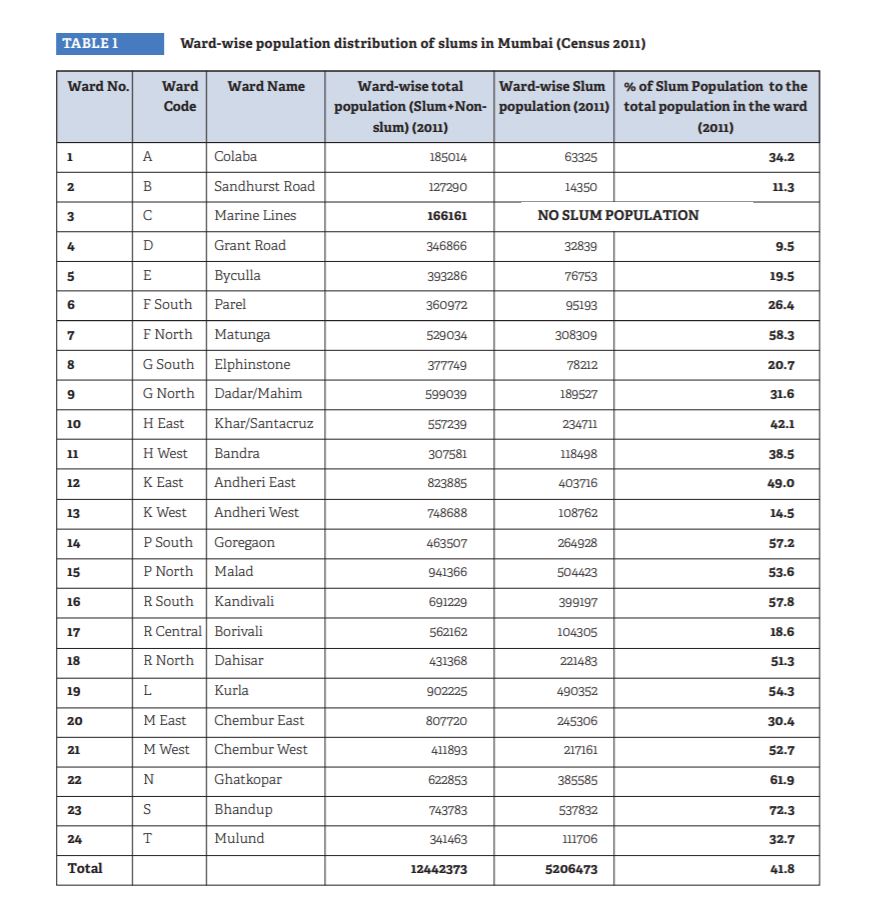 TABLE 1 Ward-wise population distribution of slums in Mumbai (Census 2011)
Ward No. Ward Code Ward Name Ward-wise total population (Slum+Non-slum) (2011) Ward-wise Slum population (2011) % of Slum Population to the total population in the ward (2011)
1 A Colaba 185014 63325 34.2
2 B Sandhurst Road 127290 14350 11.3
3 C Marine Lines 166161 NO SLUM POPULATION
4 D Grant Road 346866 32839 9.5
5 E Byculla 393286 76753 19.5
6 F South Parel 360972 95193 26.4
7 F North Matunga 529034 308309 58.3
8 G South Elphinstone 377749 78212 20.7
9 G North Dadar/Mahim 599039 189527 31.6
10 H East Khar/Santacruz 557239 234711 42.1
11 H West Bandra 307581 118498 38.5
12 K East Andheri East 823885 403716 49.0
13 K West Andheri West 748688 108762 14.5
14 P South Goregaon 463507 264928 57.2
15 P North Malad 941366 504423 53.6
16 R South Kandivali 691229 399197 57.8
17 R Central Borivali 562162 104305 18.6
18 R North Dahisar 431368 221483 51.3
19 L Kurla 902225 490352 54.3
20 M East Chembur East 807720 245306 30.4
21 M West Chembur West 411893 217161 52.7
22 N Ghatkopar 622853 385585 61.9
23 S Bhandup 743783 537832 72.3
24 T Mulund 341463 111706 32.7
Total 12442373 5206473 41.8